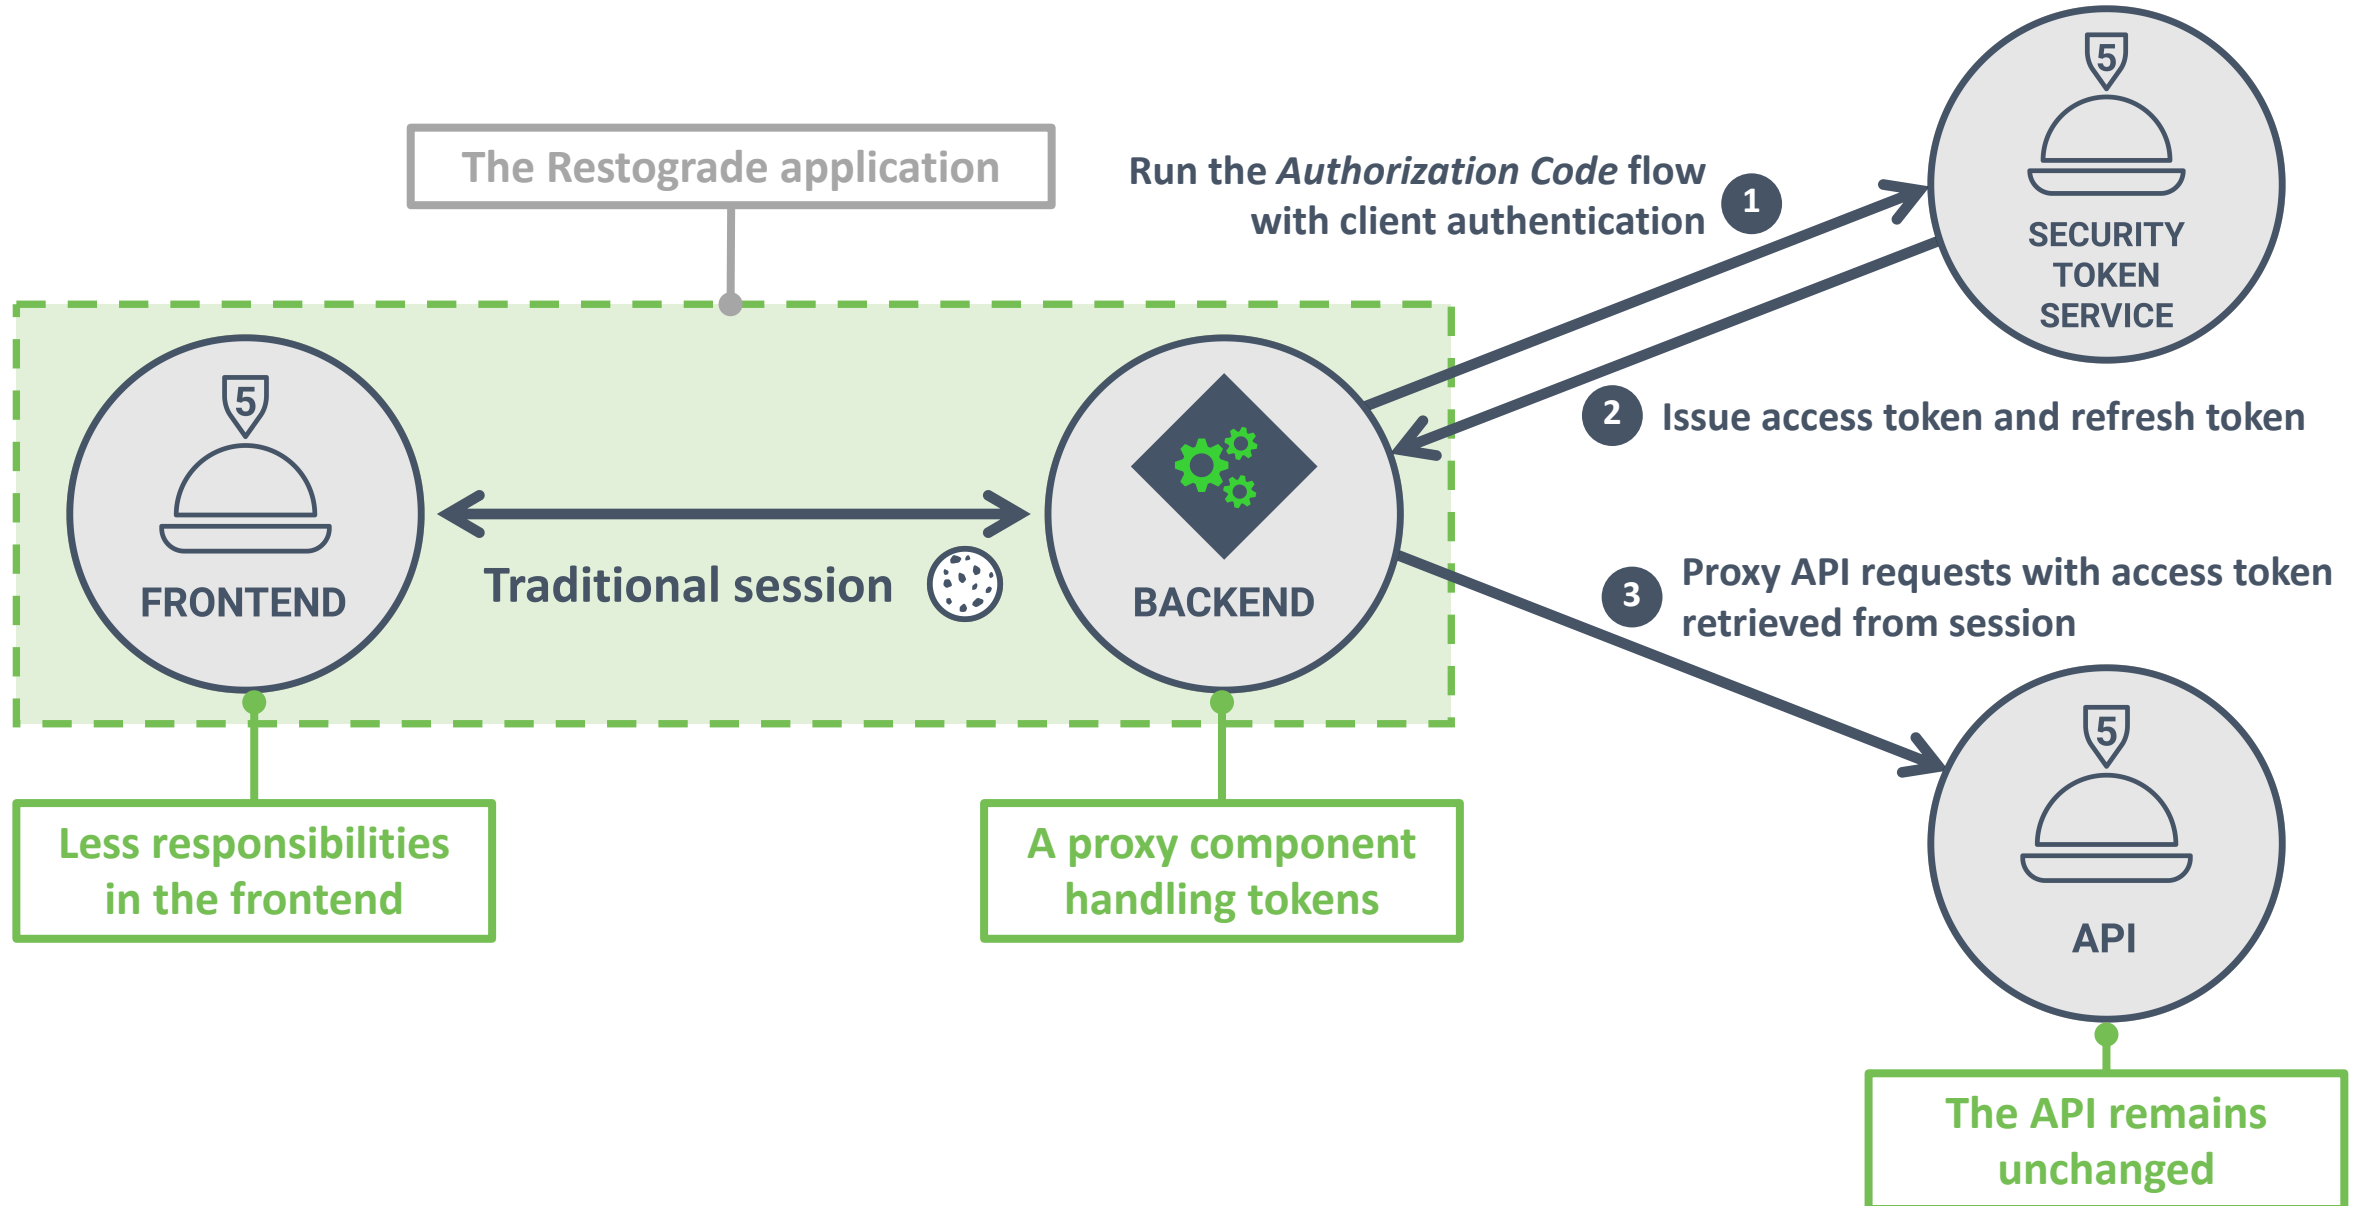 The Restograde application
Run the Authorization Code flow
with client authentication
1
5
SECURITY
TOKEN
SERVICE
2
Issue access token and refresh token
5
FRONTEND
Traditional session
BACKEND
3
Proxy API requests with access token
retrieved from session
5
API
Less responsibilities
in the frontend
A proxy component
handling tokens
The API remains
unchanged